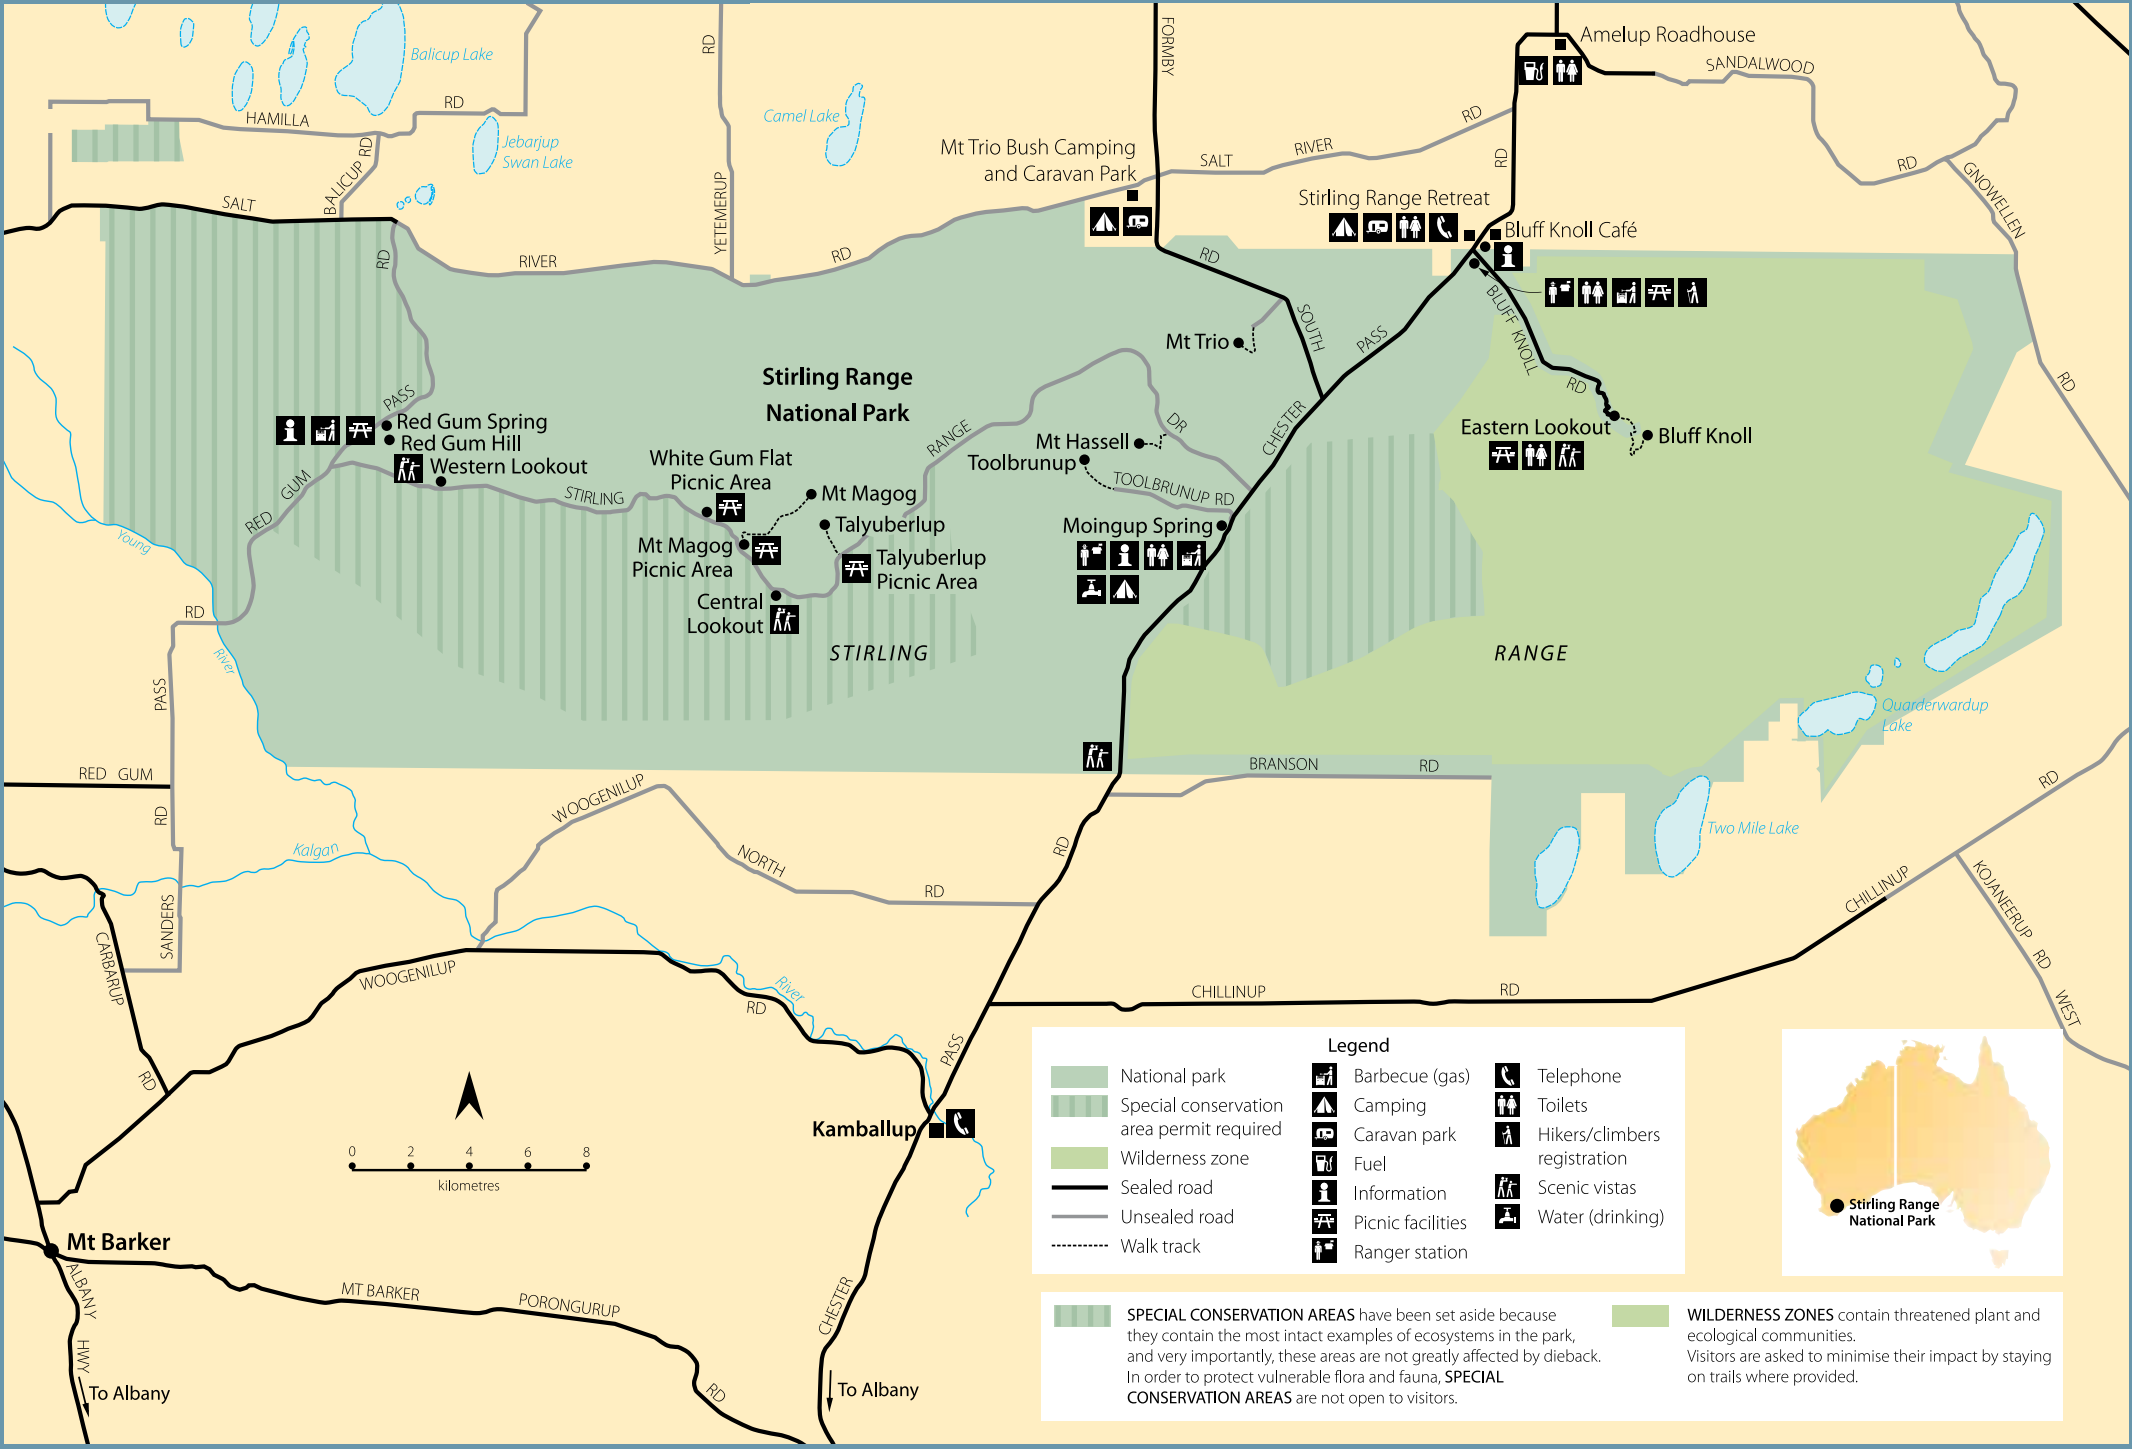 Balicup Lake
HAMILLA
RD
Jebarjup
Swan Lake
BALICUP RD
SALT
RD
RIVER
RD
YETEMERUP
Camel Lake
RD
FORMBY
Mt Trio Bush Camping
and Caravan Park
SALT
RIVER
RD
RD
Amelup Roadhouse
SANDALWOOD
RD
GNOWELLEN
RD
Stirling Range Retreat
Bluff Knoll Café
RD
SOUTH
PASS
CHESTER
BLUFF KNOLL
RD
Mt Trio
Stirling Range
National Park
PASS
Red Gum Spring
Red Gum Hill
Western Lookout
GUM
RED
RD
White Gum Flat
Picnic Area
STIRLING
Mt Magog
Talyuberlup
Mt Magog
Picnic Area
Talyuberlup
Picnic Area
Central
Lookout
RANGE
DR
Mt Hassell
Toolbrunup
TOOLBRUNUP RD
Moingup Spring
Eastern Lookout
Bluff Knoll
STIRLING
RANGE
Young
River
PASS
RED GUM
RD
Quarderwardup
Lake
BRANSON
RD
Two Mile Lake
WOOGENILUP
NORTH
RD
RD
Kalgan
SANDERS
CARBARUP
RD
WOOGENILUP
RD
River
CHILLINUP
RD
CHILLINUP
RD
KOJANEERUP
RD
WEST
PASS
Kamballup
0 2 4 6 8
kilometres
Mt Barker
ALBANY
HWY
To Albany
MT BARKER
PORONGURUP
RD
CHESTER
To Albany
Legend
National park
Special conservation
area permit required
Wilderness zone
Sealed road
Unsealed road
Walk track
Barbecue (gas)
Camping
Caravan park
Fuel
Information
Picnic facilities
Ranger station
Telephone
Toilets
Hikers/climbers
registration
Scenic vistas
Water (drinking)
Stirling Range
National Park
SPECIAL CONSERVATION AREAS have been set aside because
they contain the most intact examples of ecosystems in the park,
and very importantly, these areas are not greatly affected by dieback.
In order to protect vulnerable flora and fauna, SPECIAL
CONSERVATION AREAS are not open to visitors.
WILDERNESS ZONES contain threatened plant and
ecological communities.
Visitors are asked to minimise their impact by staying
on trails where provided.